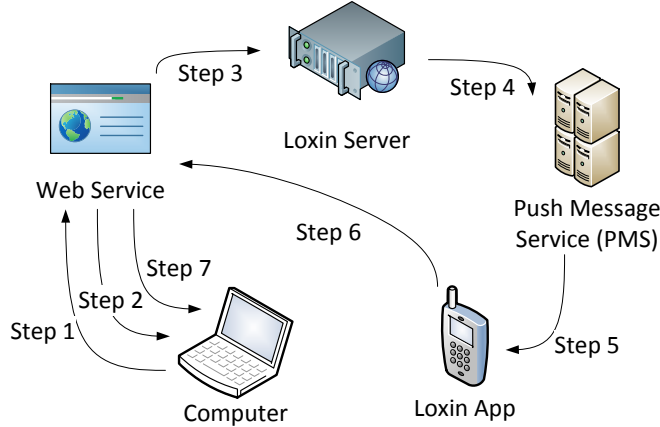 Step 3
Step 4
Loxin Server
Web Service
Push Message
Service (PMS)
Step 6
Step 7
Step 2
Step 1
Step 5
Computer
Loxin App